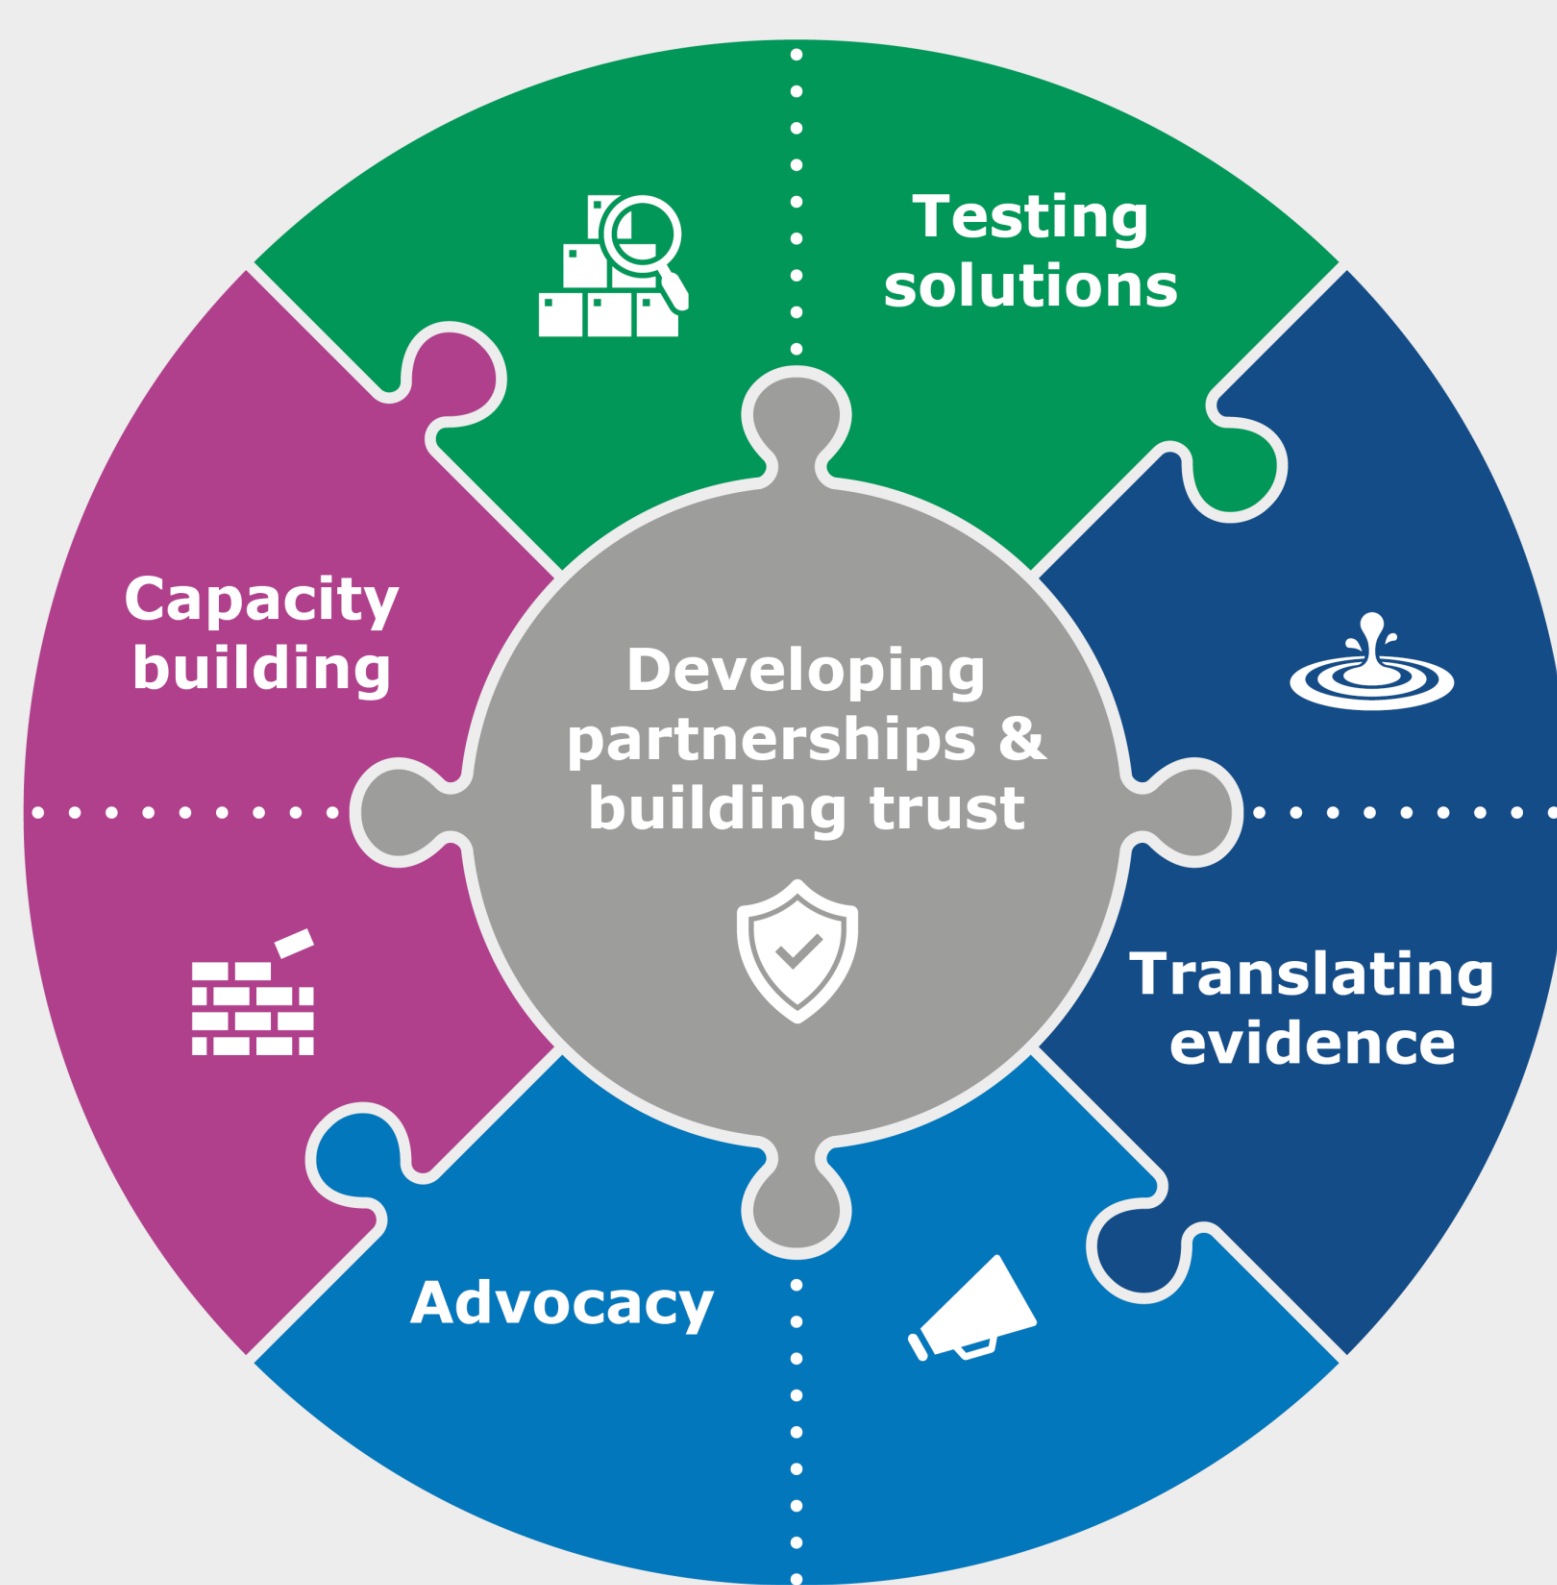 Testing
solutions
Capacity
building
Developing
partnerships &
building trust
Translating
evidence
Advocacy